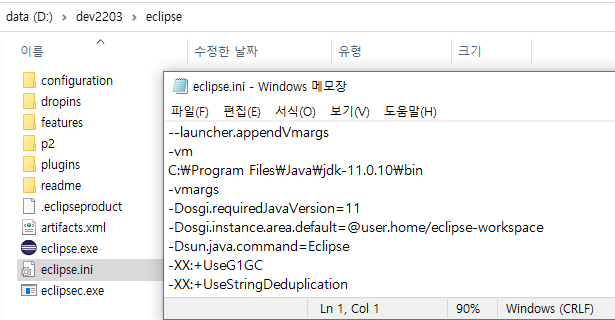 data (D:) > dev2203 > eclipse
이름 수정한 날짜 유형 크기
configuration
dropins
features
p2
plugins
readme
.eclipseproduct
artifacts.xml
eclipse.exe
eclipse.ini
eclipsec.exe
eclipse.ini - Windows 메모장
파일(F) 편집(E) 서식(O) 보기(V) 도움말(H)
--launcher.appendVmargs
-vm
C:₩Program Files₩Java₩jdk-11.0.10₩bin
-vmargs
-Dosgi.requiredJavaVersion=11
-Dosgi.instance.area.default=@user.home/eclipse-workspace
-Dsun.java.command=Eclipse
-XX:+UseG1GC
-XX:+UseStringDeduplication
Ln 1, Col 1 90% Windows (CRLF)